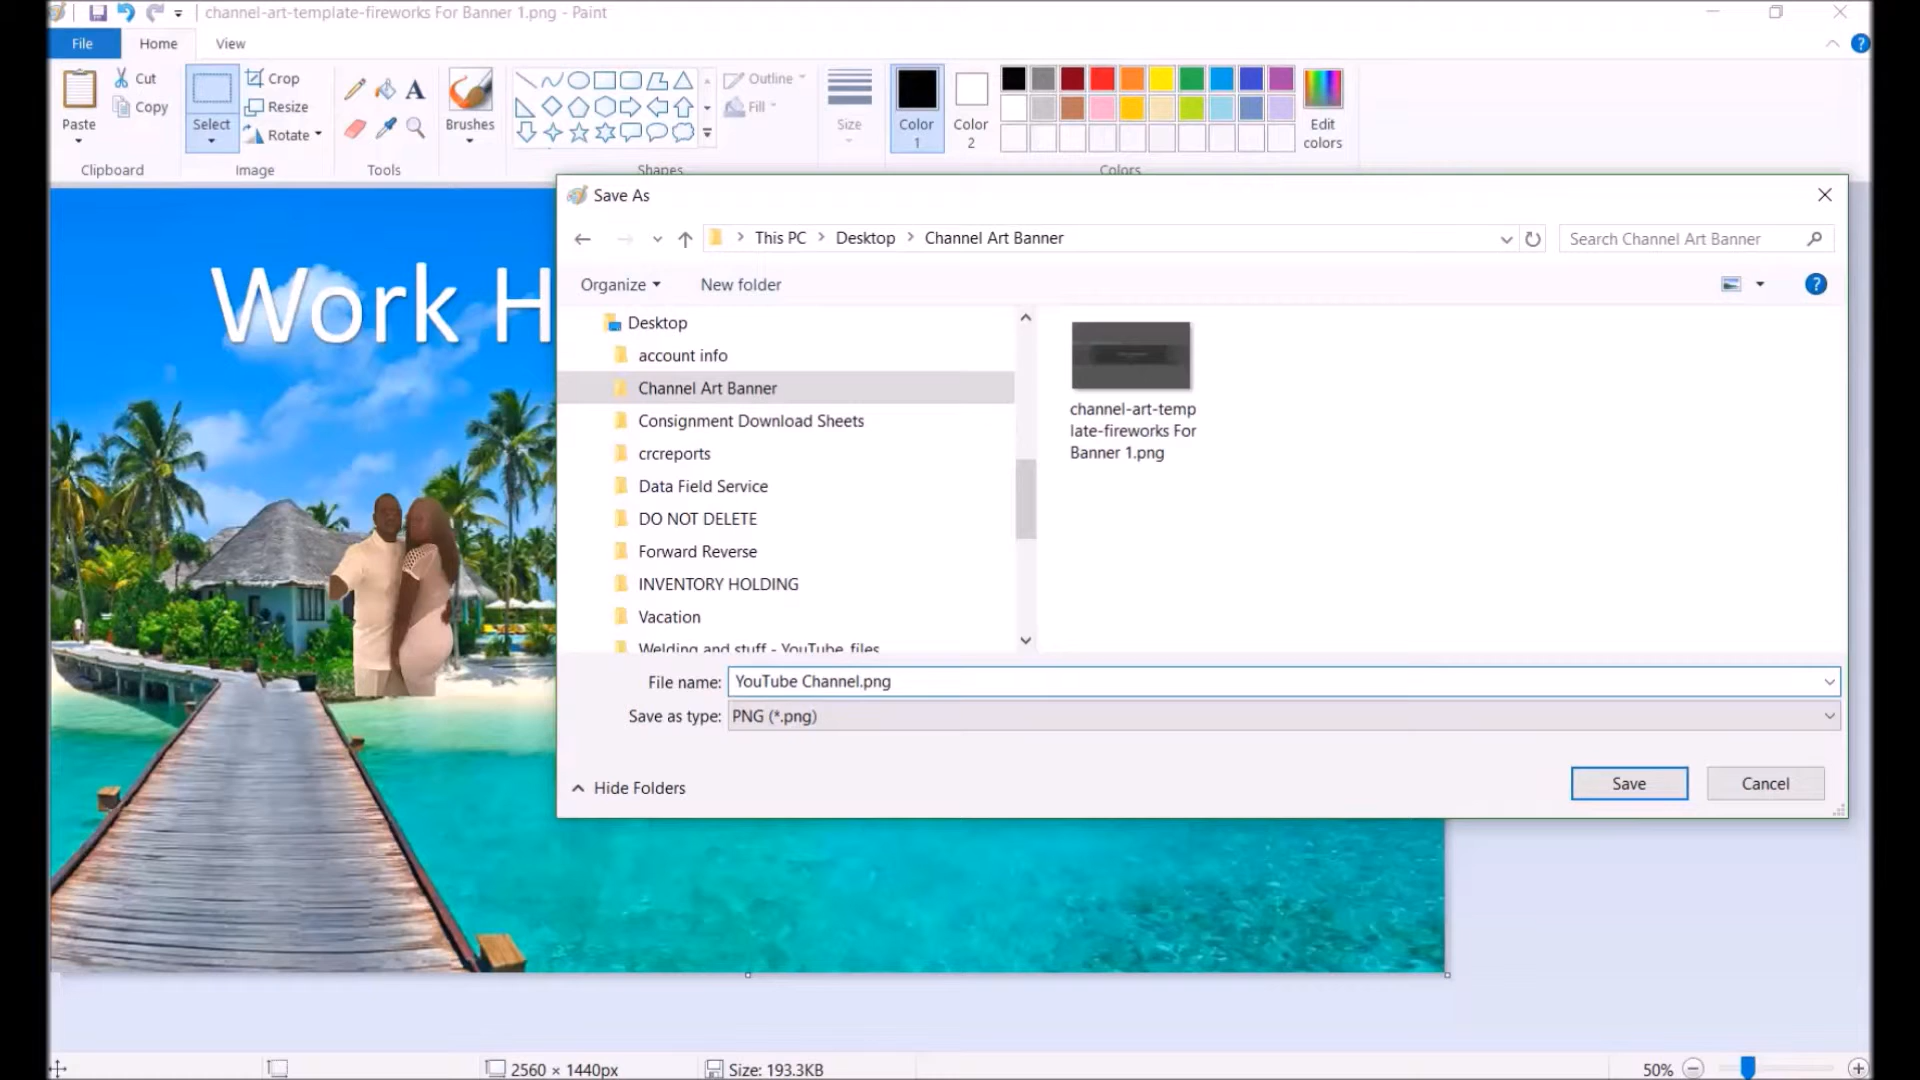 channel-art-template-fireworks For Banner 1.png - Paint
File
Home
View
Paste
Cut
Copy
Clipboard
Select
Crop
Resize
Rotate
Image
Tools
Brushes
Shapes
Outline
Fill
Size
Color 1
Color 2
Edit colors
Colors
Work H
Save As
This PC
Desktop
Channel Art Banner
Search Channel Art Banner
Organize
New folder
Desktop
account info
Channel Art Banner
Consignment Download Sheets
crcreports
Data Field Service
DO NOT DELETE
Forward Reverse
INVENTORY HOLDING
Vacation
Welding and stuff - YouTube_files
channel-art-temp
late-fireworks For
Banner 1.png
File name: YouTube Channel.png
Save as type: PNG (*.png)
Hide Folders
Save
Cancel
2560 × 1440px
Size: 193.3KB
50%